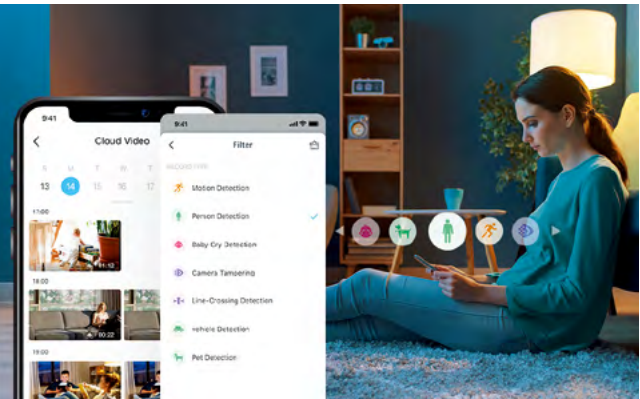 9:41
Cloud Video
S M T W T
13 14 15 16 17
17:00
01:12
18:00
00:22
19:00
9:41
Filter
RECORD TYPE
Motion Detection
Person Detection
Baby Cry Detection
Camera Tampering
Line-Crossing Detection
Vehicle Detection
Pet Detection